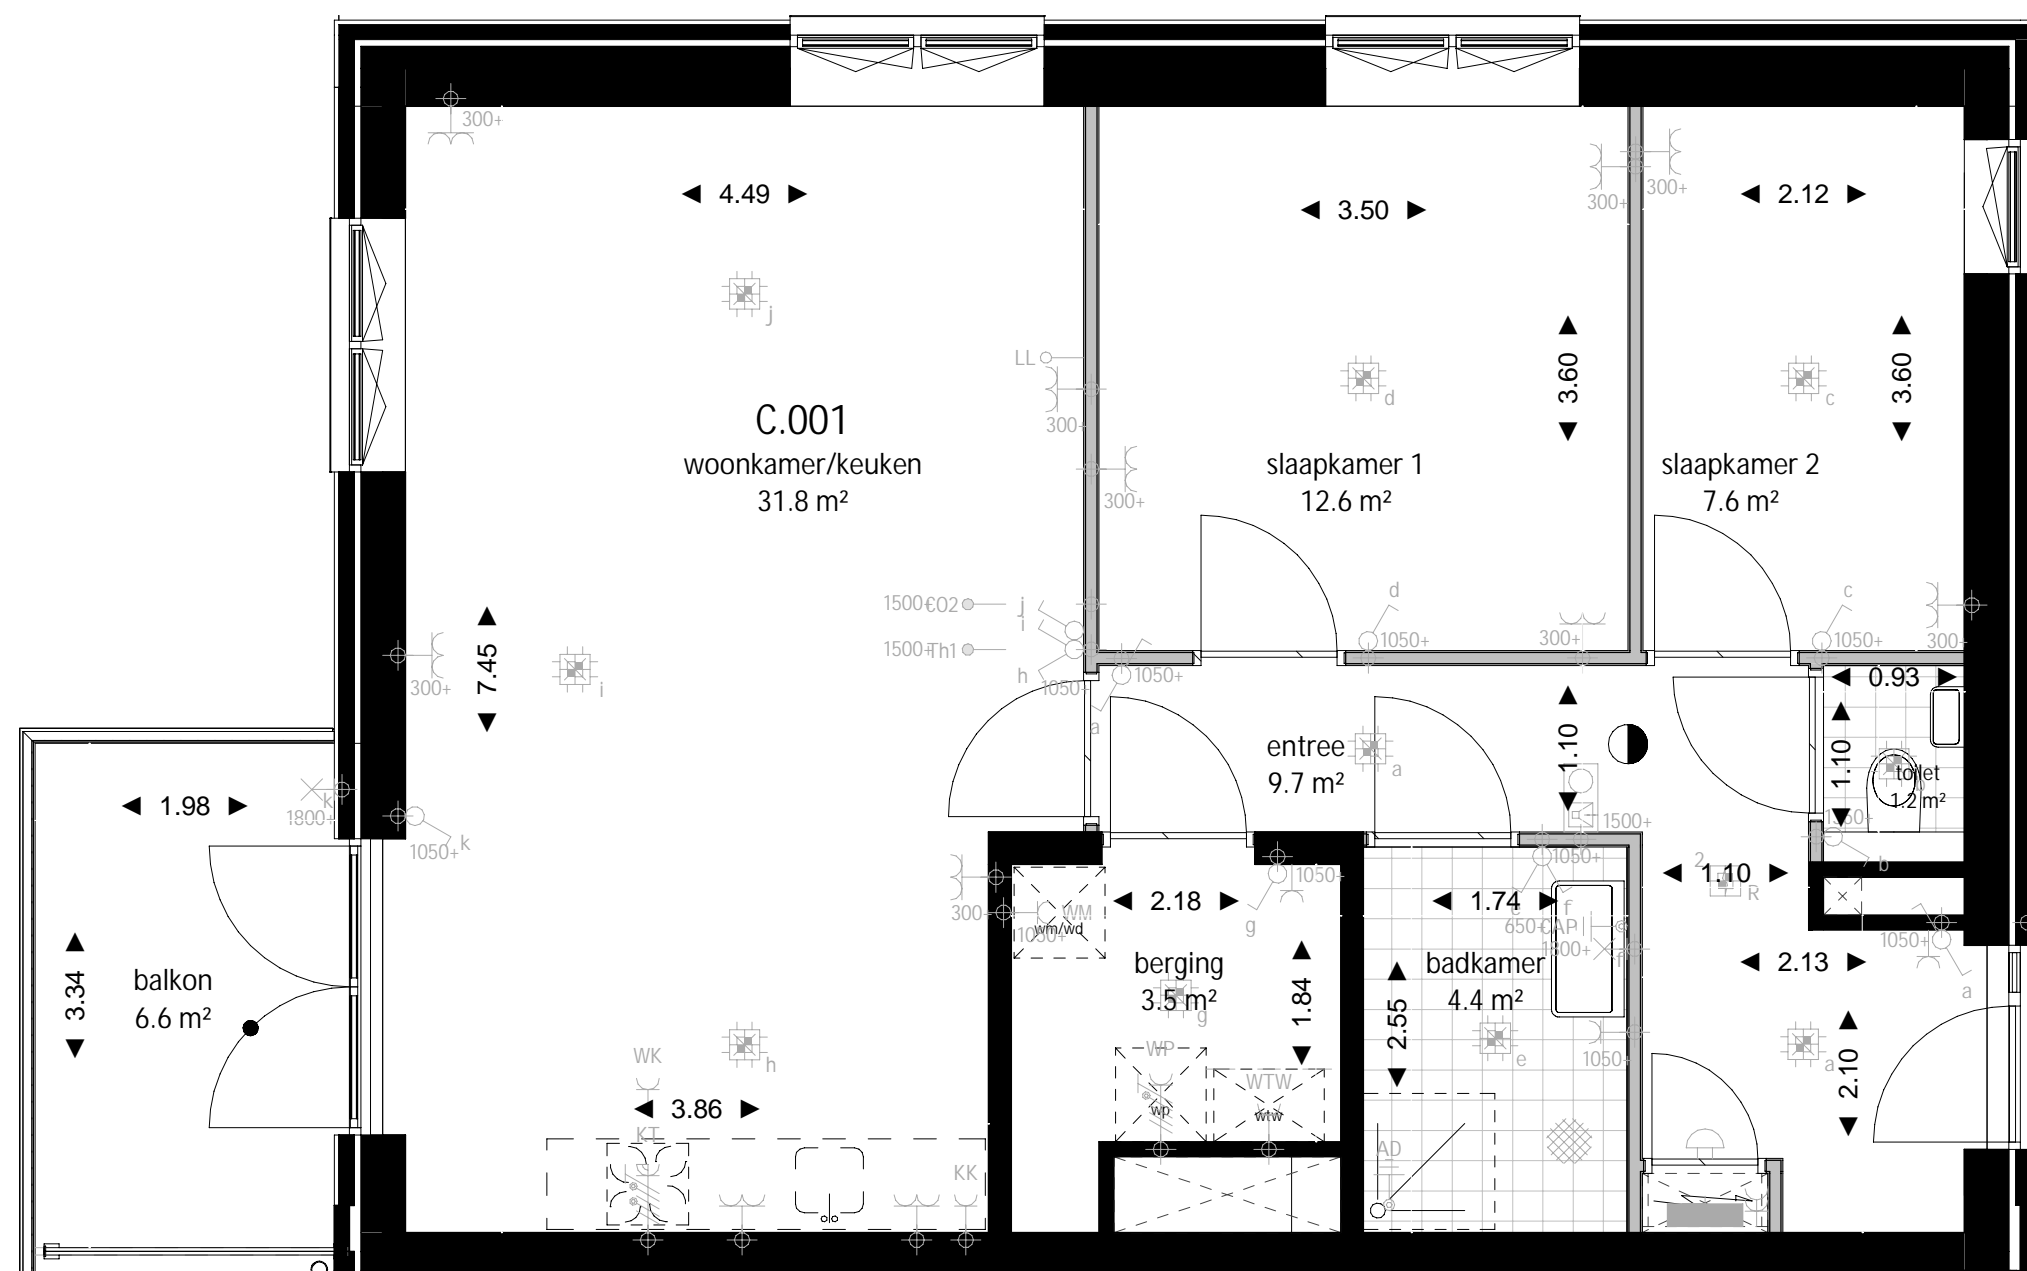 300+
4.49
3.50
300+
300+
2.12
j
LL
300+
d
3.60
c
3.60
C.001
woonkamer/keuken
31.8 m²
slaapkamer 1
12.6 m²
slaapkamer 2
7.6 m²
300+
1500+
CO2
j
i
1500+
Th1
h
1050+
7.45
300+
i
d
1050+
300+
c
1050+
300+
1050+
a
0.93
1.10
toilet
1.2 m²
b
entree
9.7 m²
a
1.10
1500+
1.98
k
1800+
1050+
k
3.34
balkon
6.6 m²
300+
1050+
WM
wm/wd
2.18
1050+
g
berging
3.5 m²
g
1.84
1050+
1.74
e
f
650+
CAP
1800+
f
badkamer
4.4 m²
2.55
e
1050+
2
1.10
R
1050+
a
2.13
2.10
a
h
WK
3.86
KT
KK
WP
wp
WTW
wtw
AD